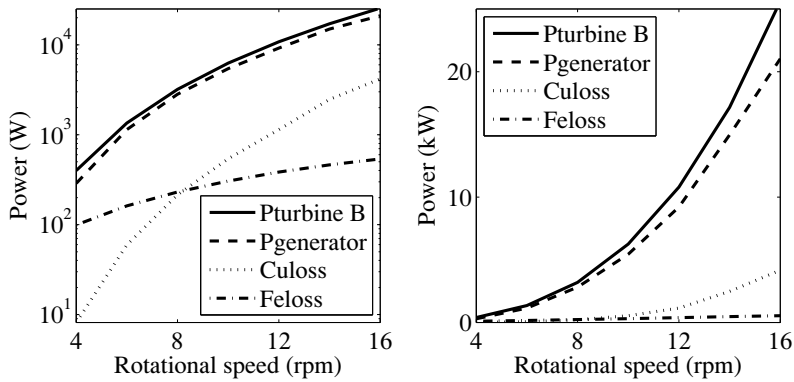 10^4
10^3
10^2
10^1
Power (W)
4 8 12 16
Rotational speed (rpm)
Pturbine B
Pgenerator
Culoss
Feloss
20
10
0
Power (kW)
4 8 12 16
Rotational speed (rpm)
Pturbine B
Pgenerator
Culoss
Feloss